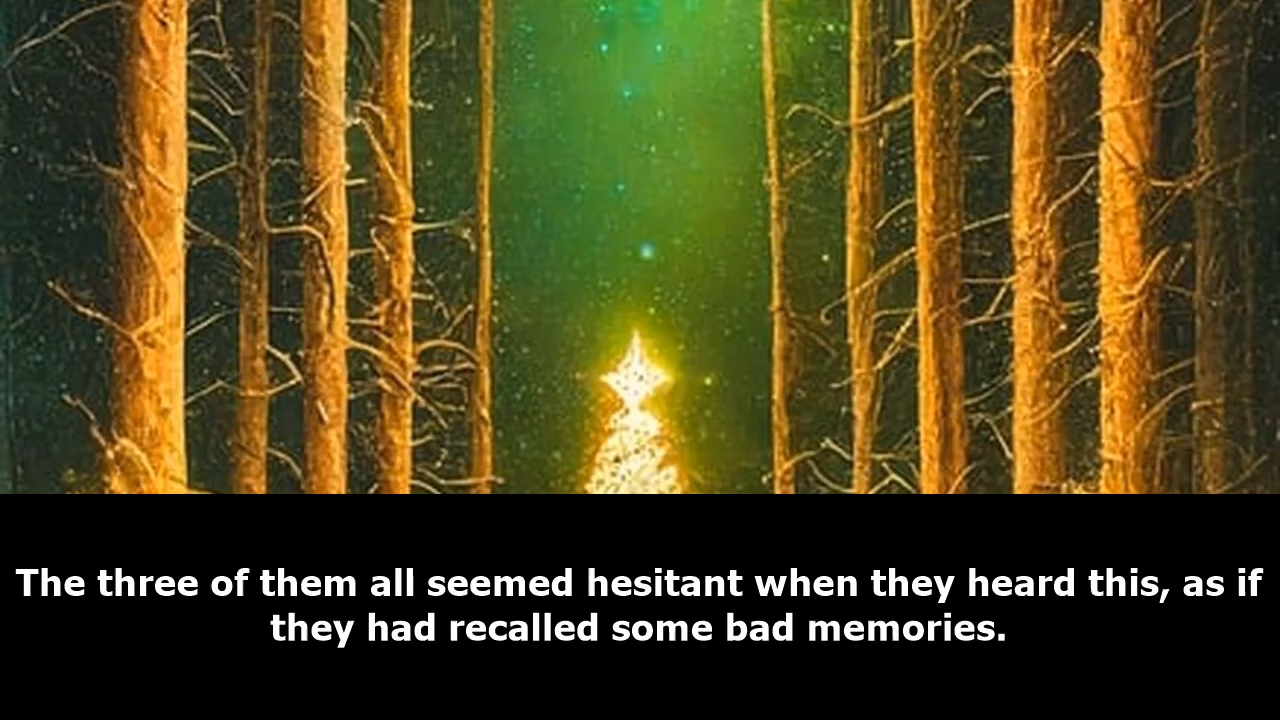 The three of them all seemed hesitant when they heard this, as if
they had recalled some bad memories.